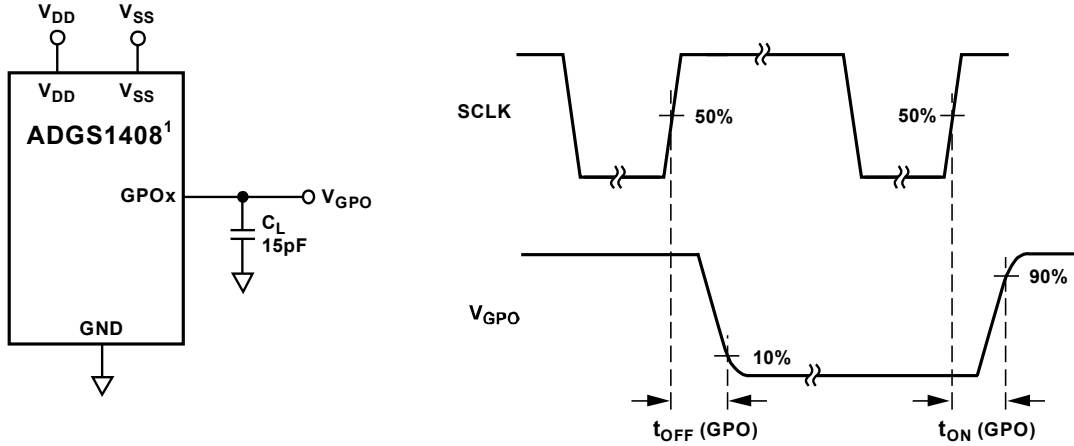 VDD VSS
VDD VSS
ADGS1408¹
GPOx
VGPO
CL
15pF
GND
SCLK
50%
50%
VGPO
90%
10%
tOFF (GPO)
tON (GPO)